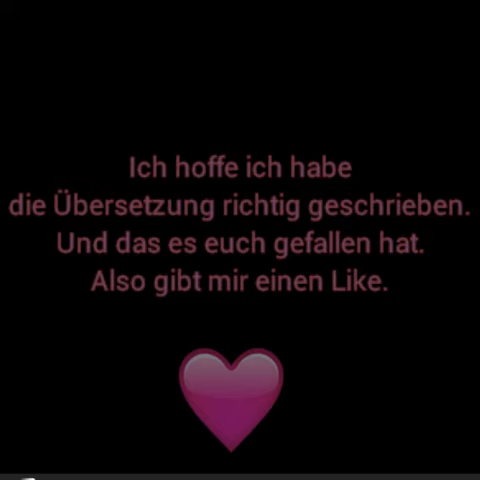 Ich hoffe ich habe
die Übersetzung richtig geschrieben.
Und das es euch gefallen hat.
Also gibt mir einen Like.